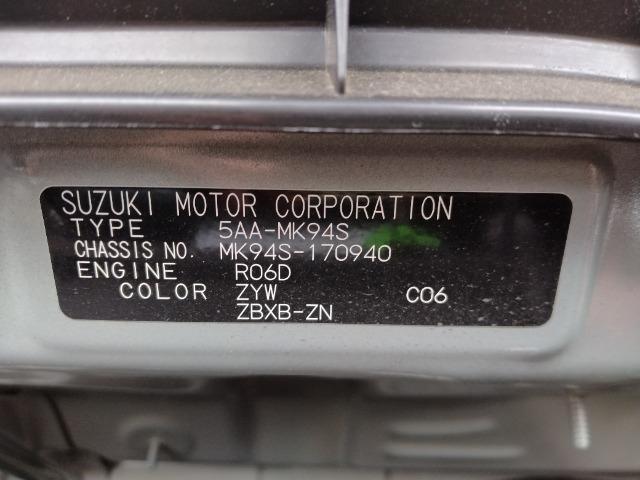 SUZUKI MOTOR CORPORATION
TYPE 5AA-MK94S
CHASSIS NO. MK94S-170940
ENGINE R06D
COLOR ZYW C06
ZBXB-ZN